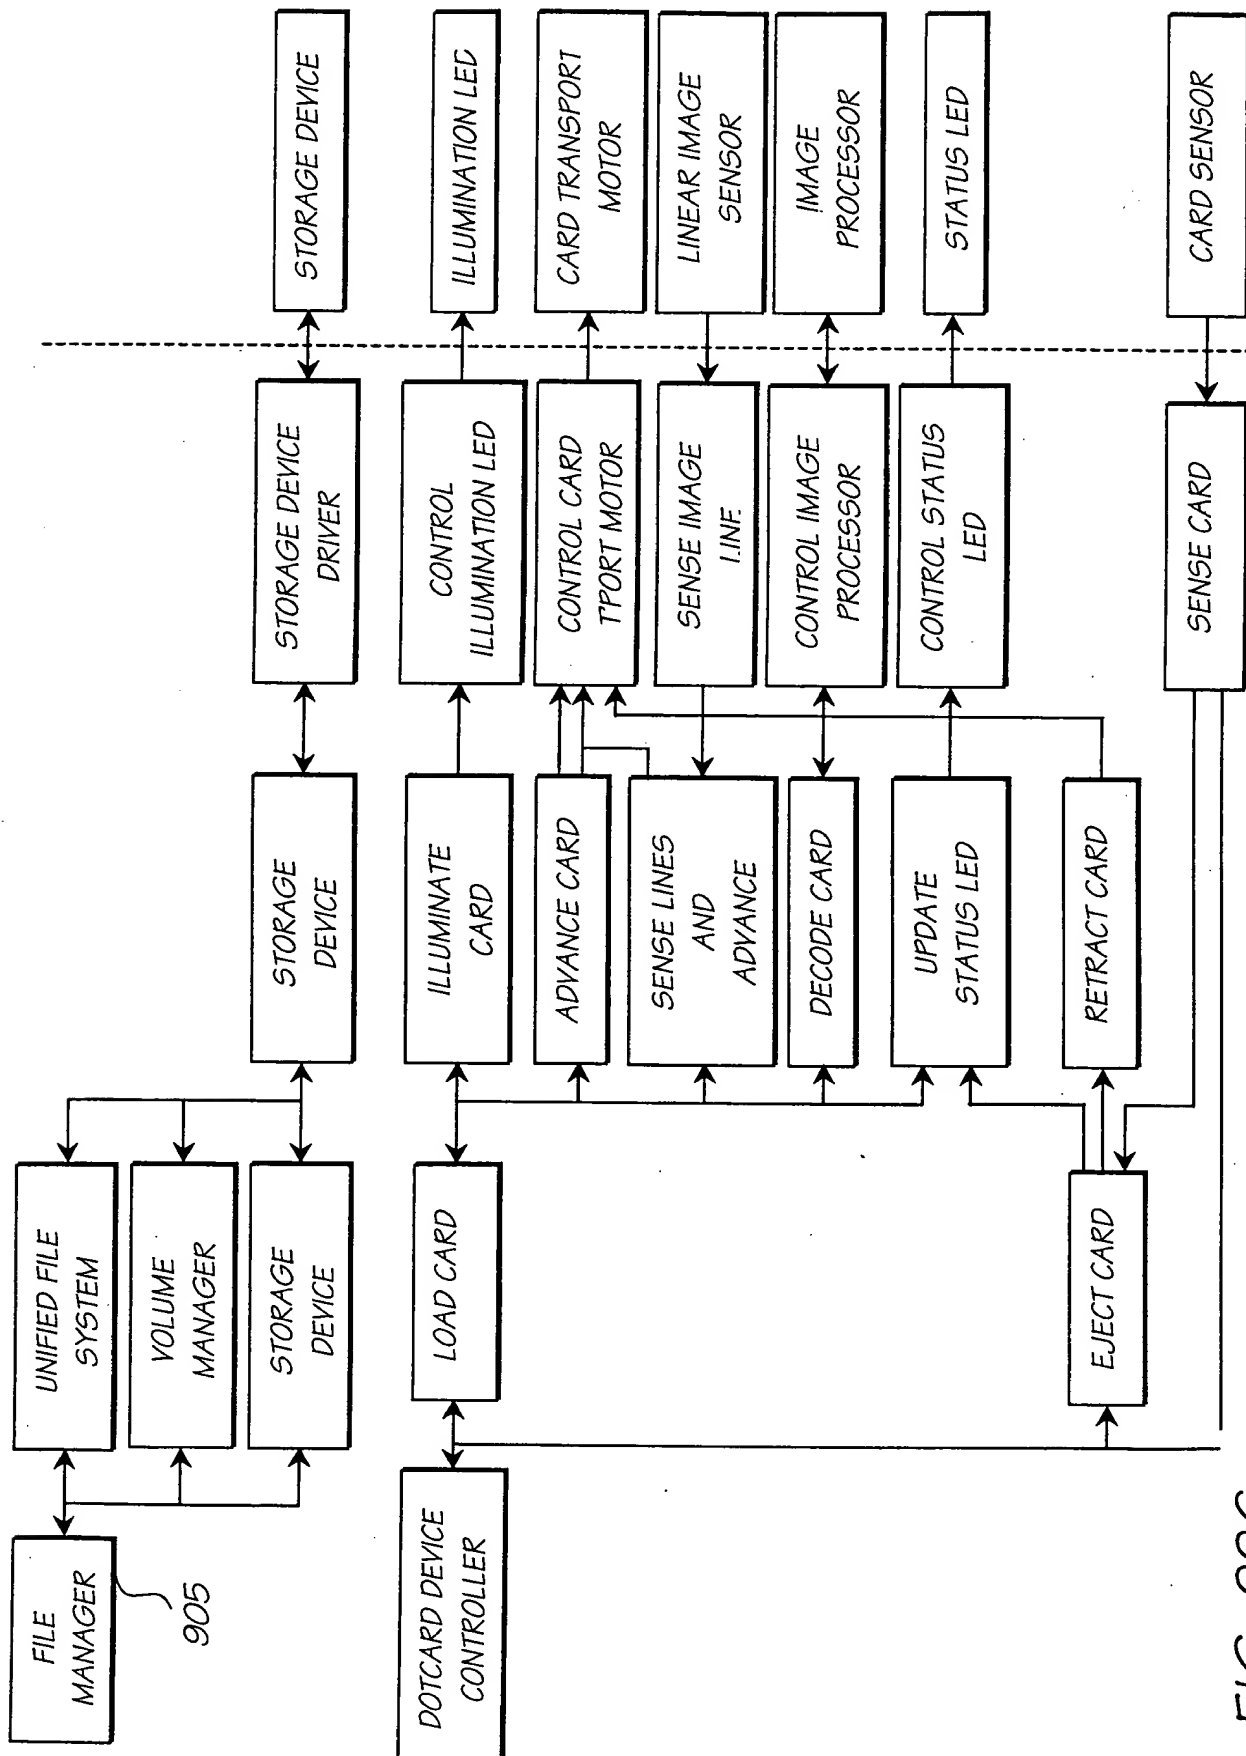 FILE
MANAGER
905
UNIFIED FILE
SYSTEM
VOLUME
MANAGER
STORAGE
DEVICE
STORAGE
DEVICE
STORAGE DEVICE
DRIVER
STORAGE DEVICE
DOTCARD DEVICE
CONTROLLER
LOAD CARD
ILLUMINATE
CARD
CONTROL
ILLUMINATION LED
ILLUMINATION LED
ADVANCE CARD
CONTROL CARD
T'PORT MOTOR
CARD TRANSPORT
MOTOR
SENSE LINES
AND
ADVANCE
SENSE IMAGE
I.INF.
LINEAR IMAGE
SENSOR
DECODE CARD
CONTROL IMAGE
PROCESSOR
IMAGE
PROCESSOR
UPDATE
STATUS LED
CONTROL STATUS
LED
STATUS LED
EJECT CARD
RETRACT CARD
SENSE CARD
CARD SENSOR
FIG.